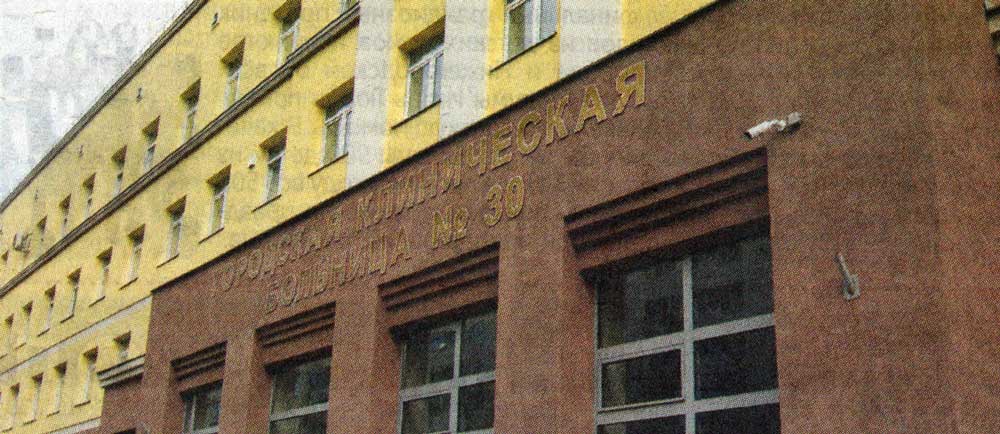 ГОРОДСКАЯ КЛИНИЧЕСКАЯ
БОЛЬНИЦА № 30